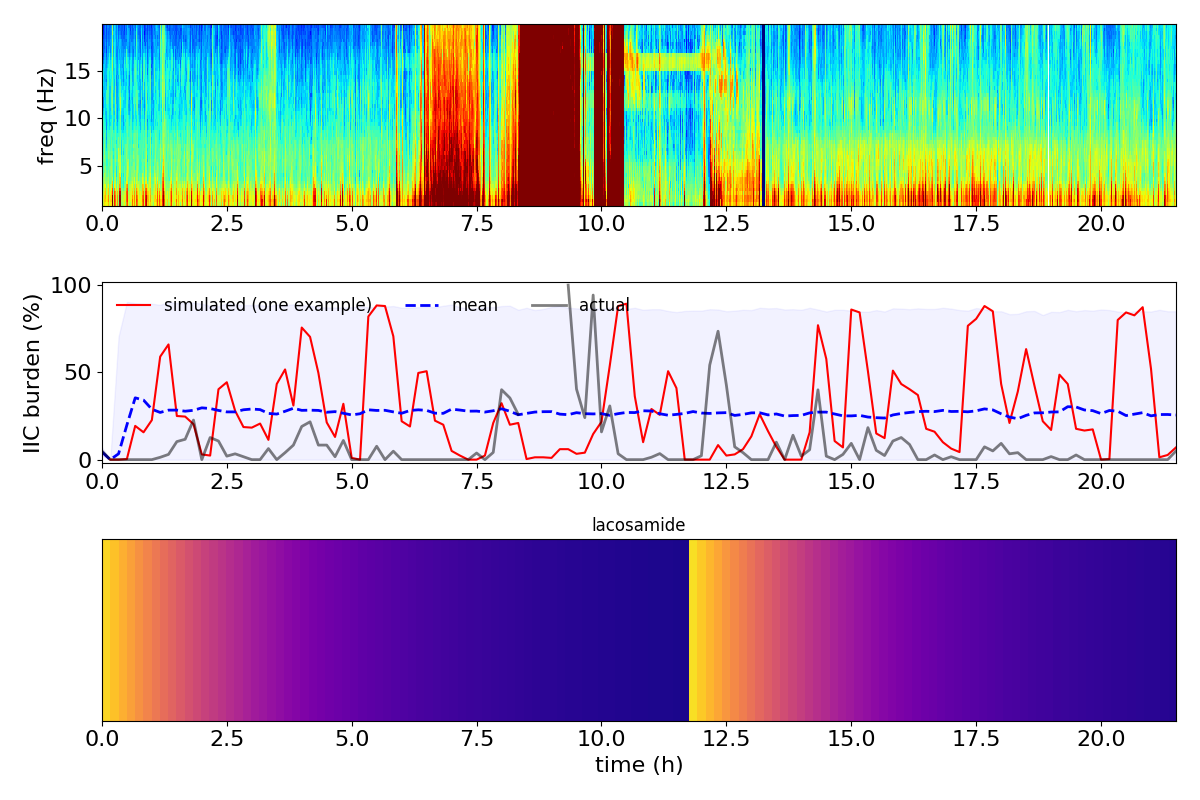 freq (Hz)
15
10
5
0.0 2.5 5.0 7.5 10.0 12.5 15.0 17.5 20.0
IIC burden (%)
100
50
0
simulated (one example) mean actual
0.0 2.5 5.0 7.5 10.0 12.5 15.0 17.5 20.0
lacosamide
0.0 2.5 5.0 7.5 10.0 12.5 15.0 17.5 20.0
time (h)